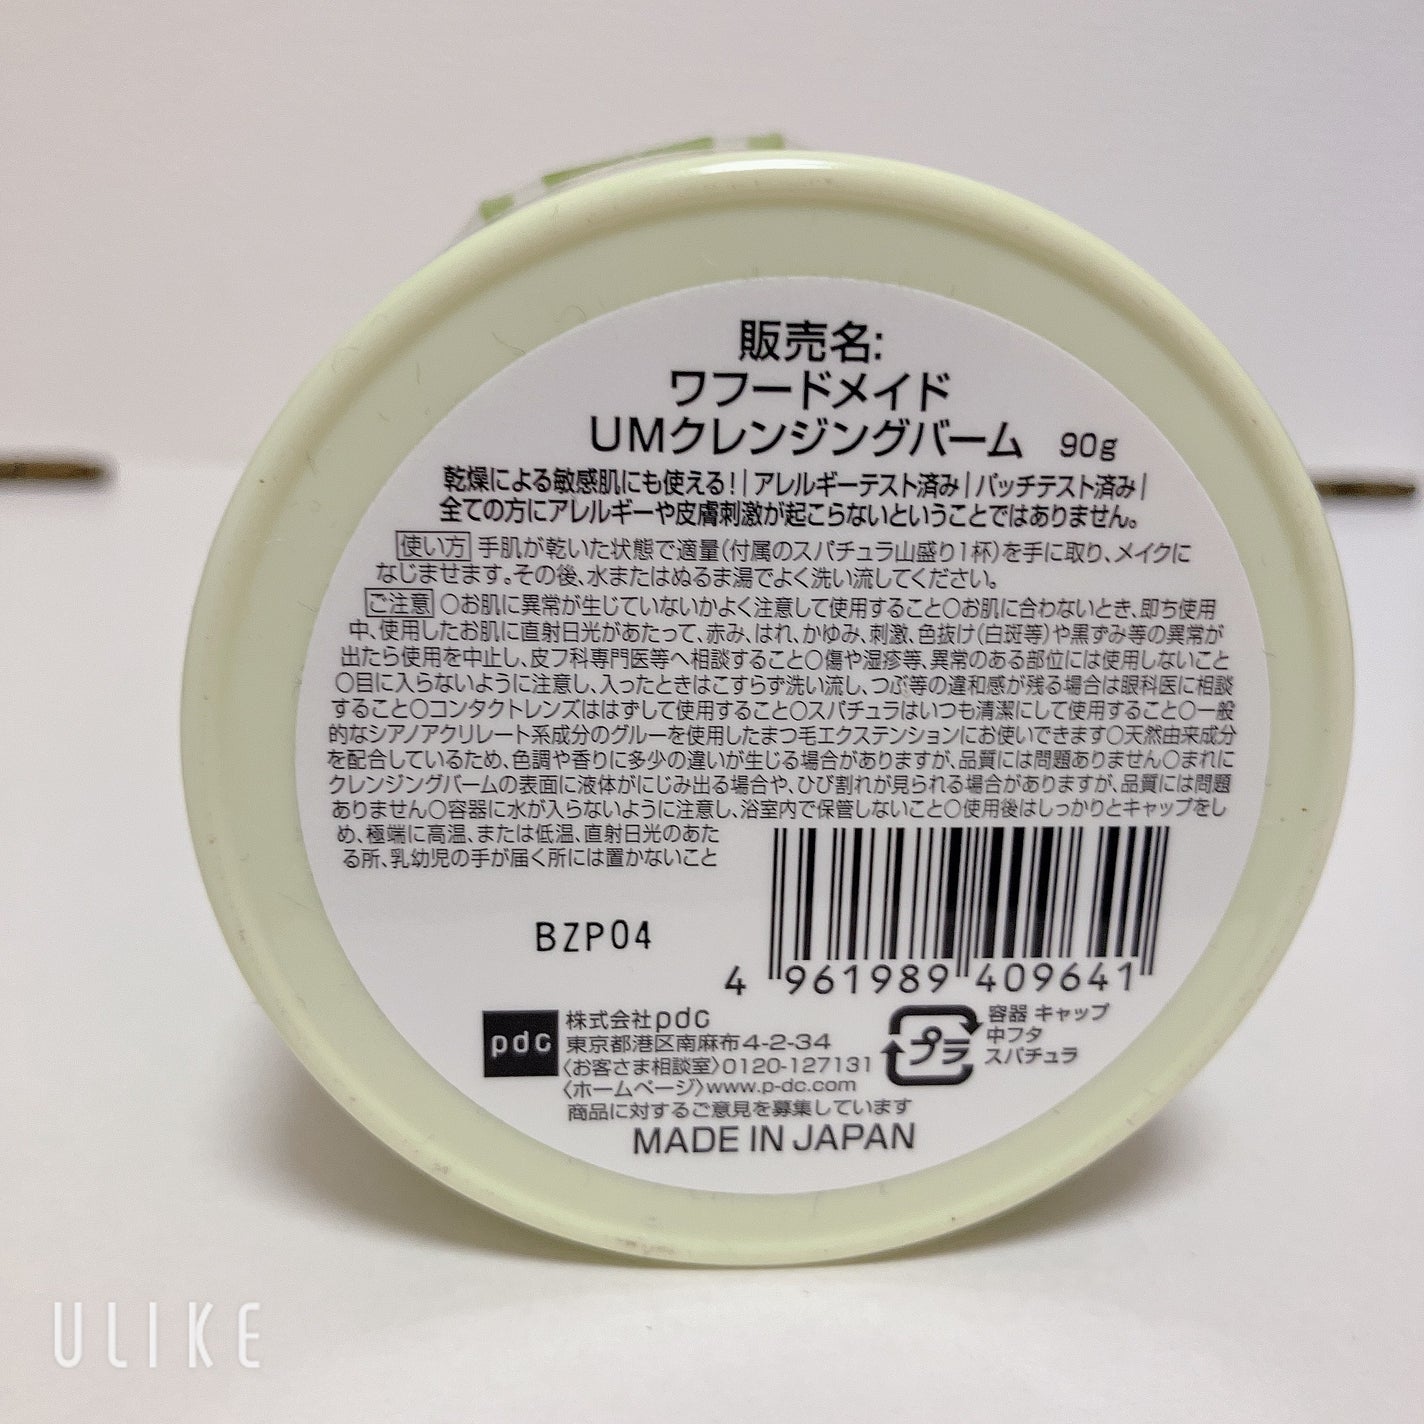 販売名:
ワフードメイド
UMクレンジングバーム 90g
乾燥による敏感肌にも使える!|アレルギーテスト済み|パッチテスト済み|
全ての方にアレルギーや皮膚刺激が起こらないということではありません。
使い方 手肌が乾いた状態で適量(付属のスパチュラ山盛り1杯)を手に取り、メイクに
なじませます。その後、水またはぬるま湯でよく洗い流してください。
ご注意 ○お肌に異常が生じていないかよく注意して使用すること○お肌に合わないとき、即ち使用
中、使用したお肌に直射日光があたって、赤み、はれ、かゆみ、刺激、色抜け(白斑等)や黒ずみ等の異常が
出たら使用を中止し、皮フ科専門医等へ相談すること○傷や湿疹等、異常のある部位には使用しないこと
○目に入らないように注意し、入ったときはこすらず洗い流し、つぶ等の違和感が残る場合は眼科医に相談
すること○コンタクトレンズははずして使用すること○スパチュラはいつも清潔にして使用すること○一般
的なシアノアクリレート系成分のグルーを使用したまつ毛エクステンションにお使いできます○天然由来成分
を配合しているため、色調や香りに多少の違いが生じる場合がありますが、品質には問題ありません○まれに
クレンジングバームの表面に液体がにじみ出る場合や、ひび割れが見られる場合がありますが、品質には問題
ありません○容器に水が入らないように注意し、浴室内で保管しないこと○使用後はしっかりとキャップをし
め、極端に高温、または低温、直射日光のあた
る所、乳幼児の手が届く所には置かないこと
BZP04
4 961989 409641
pdc 株式会社pdc
東京都港区南麻布4-2-34
〈お客さま相談室〉0120-127131
〈ホームページ〉www.p-dc.com
商品に対するご意見を募集しています
プラ 容器 キャップ
中フタ
スパチュラ
MADE IN JAPAN
ULIKE